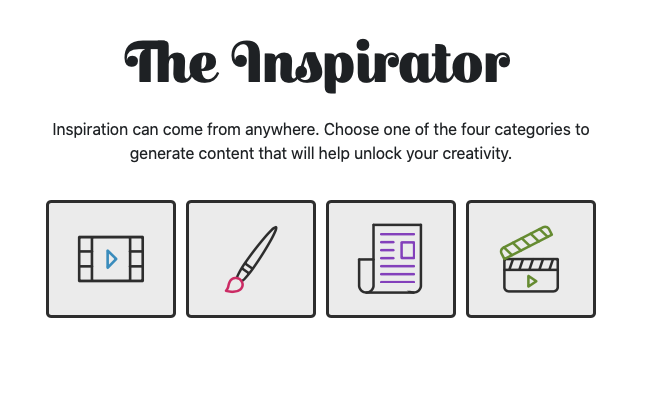 The Inspirator
Inspiration can come from anywhere. Choose one of the four categories to
generate content that will help unlock your creativity.